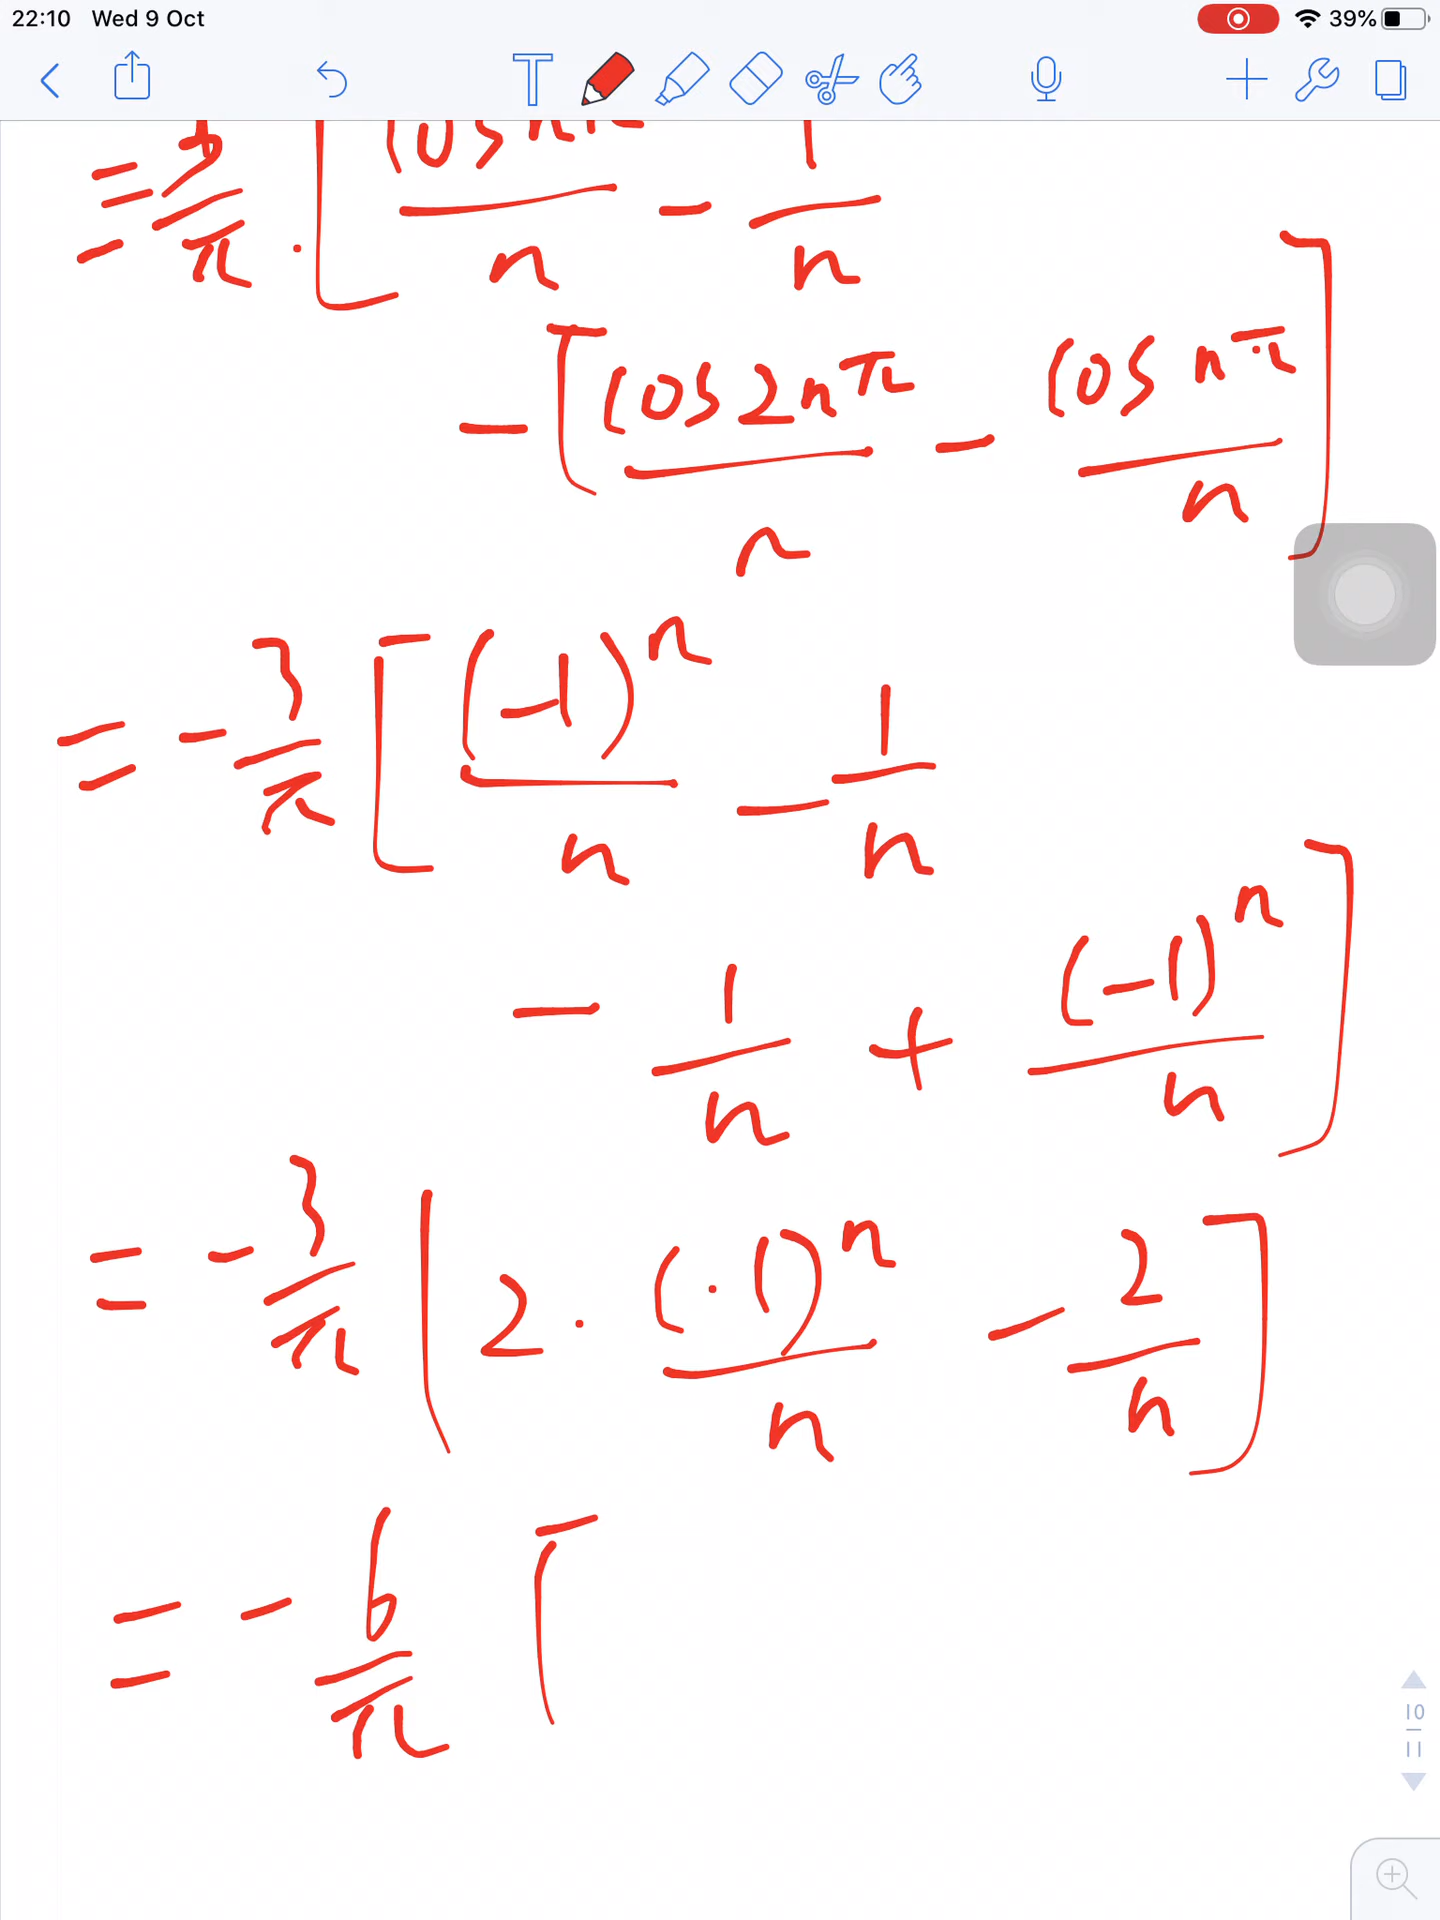 22:10 Wed 9 Oct 39%
= -3/π · [ cos nπ / n - 1 / n
- [ cos 2nπ / n - cos nπ / n ]
= - 3/π [ (-1)^n / n - 1/n
- 1/n + (-1)^n / n ]
= - 3/π [ 2 · (-1)^n / n - 2/n ]
= - 6/π [
10
11